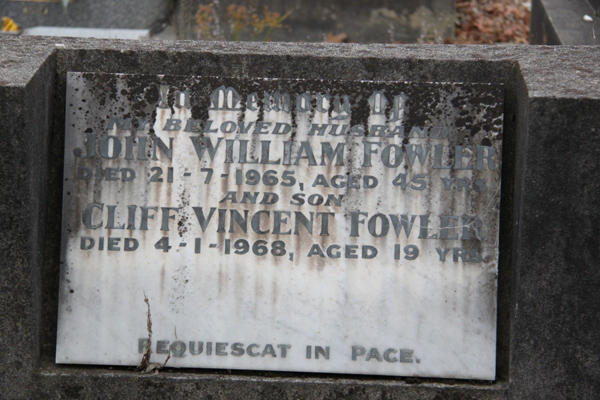 In Memory Of
MY BELOVED HUSBAND
JOHN WILLIAM FOWLER
DIED 21-7-1965, AGED 45 YRS.
AND SON
CLIFF VINCENT FOWLER
DIED 4-1-1968, AGED 19 YRS.
REQUIESCAT IN PACE.